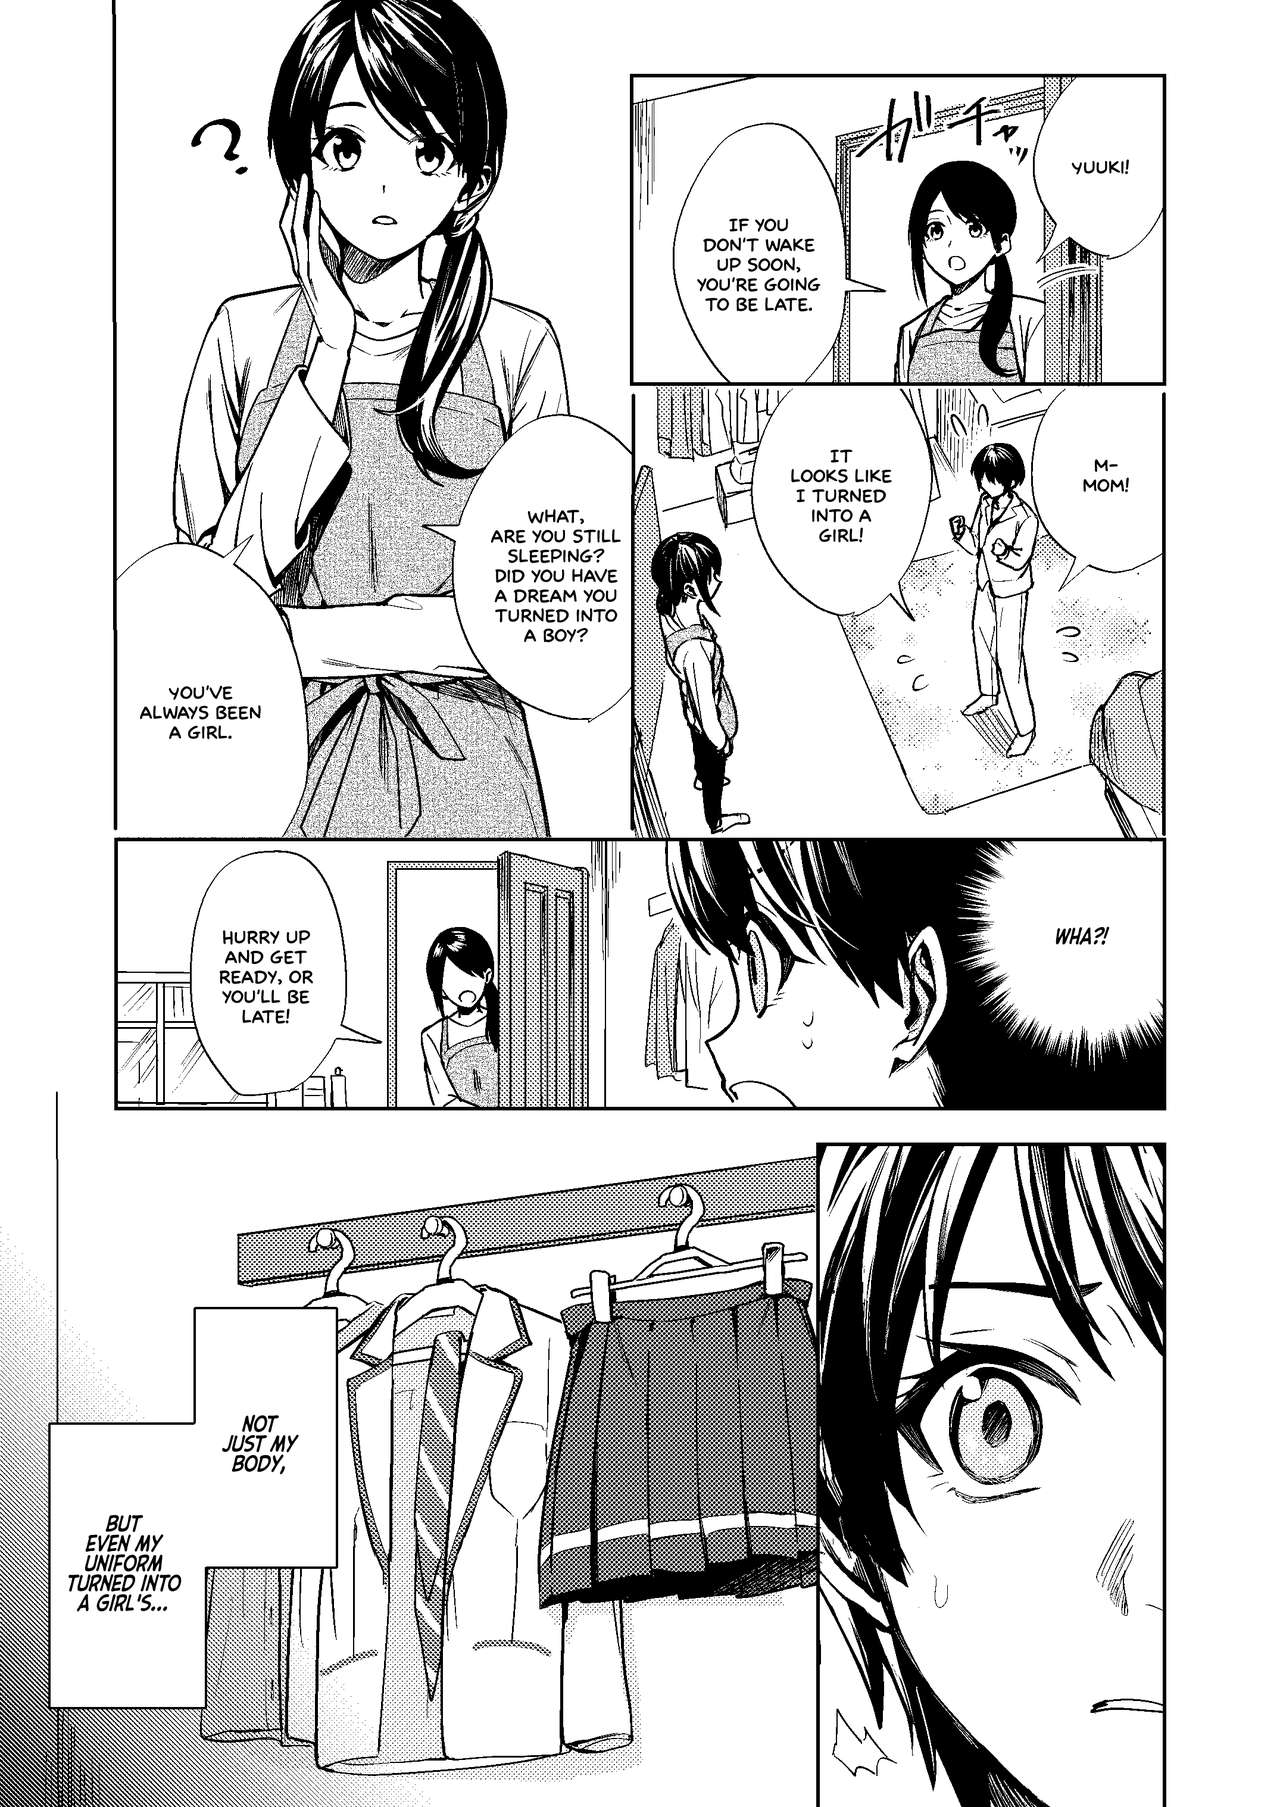 YUUKI!
ガチャッ
IF YOU
DON'T WAKE
UP SOON,
YOU'RE GOING
TO BE LATE.
M-
MOM!
IT
LOOKS LIKE
I TURNED
INTO A
GIRL!
?
WHAT,
ARE YOU STILL
SLEEPING?
DID YOU HAVE
A DREAM YOU
TURNED INTO
A BOY?
YOU'VE
ALWAYS BEEN
A GIRL.
WHA?!
HURRY UP
AND GET
READY, OR
YOU'LL BE
LATE!
NOT
JUST MY
BODY,
BUT
EVEN MY
UNIFORM
TURNED INTO
A GIRL'S...